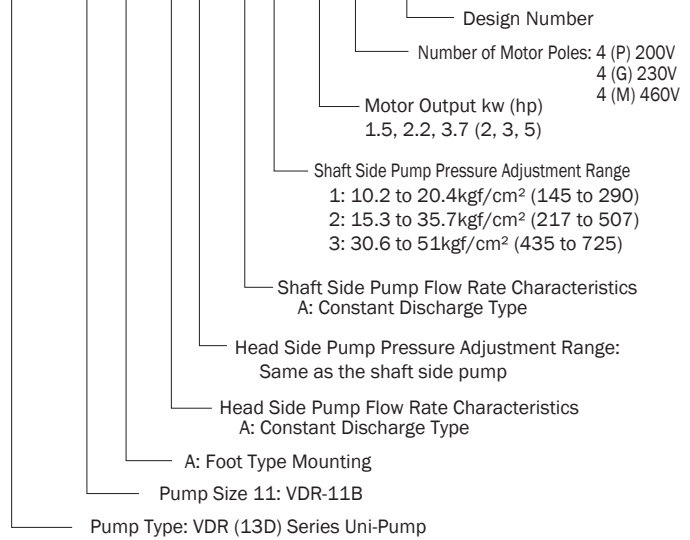 Design Number
Number of Motor Poles: 4 (P) 200V
4 (G) 230V
4 (M) 460V
Motor Output kw (hp)
1.5, 2.2, 3.7 (2, 3, 5)
Shaft Side Pump Pressure Adjustment Range
1: 10.2 to 20.4kgf/cm² (145 to 290)
2: 15.3 to 35.7kgf/cm² (217 to 507)
3: 30.6 to 51kgf/cm² (435 to 725)
Shaft Side Pump Flow Rate Characteristics
A: Constant Discharge Type
Head Side Pump Pressure Adjustment Range:
Same as the shaft side pump
Head Side Pump Flow Rate Characteristics
A: Constant Discharge Type
A: Foot Type Mounting
Pump Size 11: VDR-11B
Pump Type: VDR (13D) Series Uni-Pump